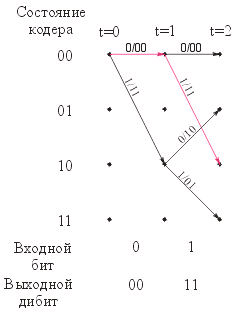 Состояние
кодера
t=0 t=1 t=2
00 0/00 0/00
1/11 1/11
01
0/10
10
1/01
11
Входной
бит 0 1
Выходной
дибит 00 11